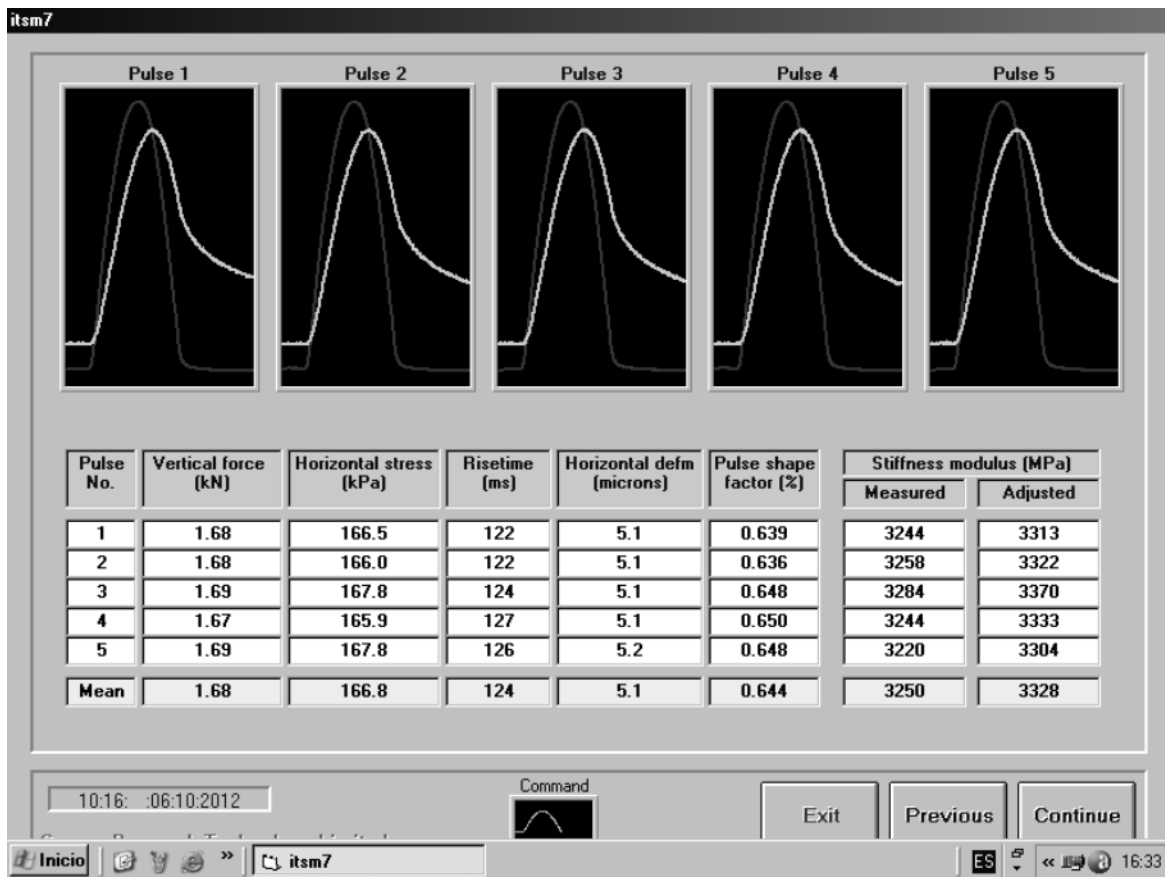 itsm7
Pulse 1 Pulse 2 Pulse 3 Pulse 4 Pulse 5
Pulse No. Vertical force (kN) Horizontal stress (kPa) Risetime (ms) Horizontal defm (microns) Pulse shape factor (%) Stiffness modulus (MPa)
Measured Adjusted
1 1.68 166.5 122 5.1 0.639 3244 3313
2 1.68 166.0 122 5.1 0.636 3258 3322
3 1.69 167.8 124 5.1 0.648 3284 3370
4 1.67 165.9 127 5.1 0.650 3244 3333
5 1.69 167.8 126 5.2 0.648 3220 3304
Mean 1.68 166.8 124 5.1 0.644 3250 3328
10:16: :06:10:2012
Command
Exit Previous Continue
Inicio » itsm7 ES « 16:33